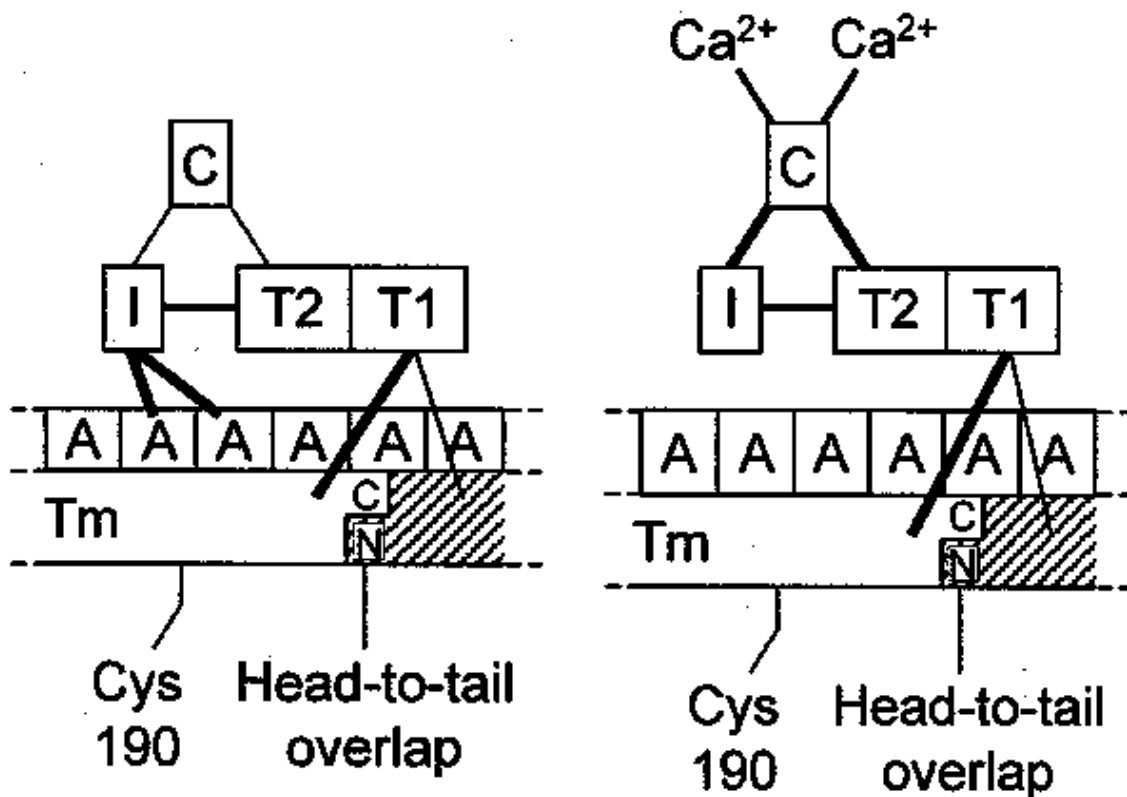 Ca²⁺ Ca²⁺
C
C
I T2 T1
I T2 T1
A A A A A A
A A A A A A
Tm C
N
Tm C
N
Cys
190
Head-to-tail
overlap
Cys
190
Head-to-tail
overlap